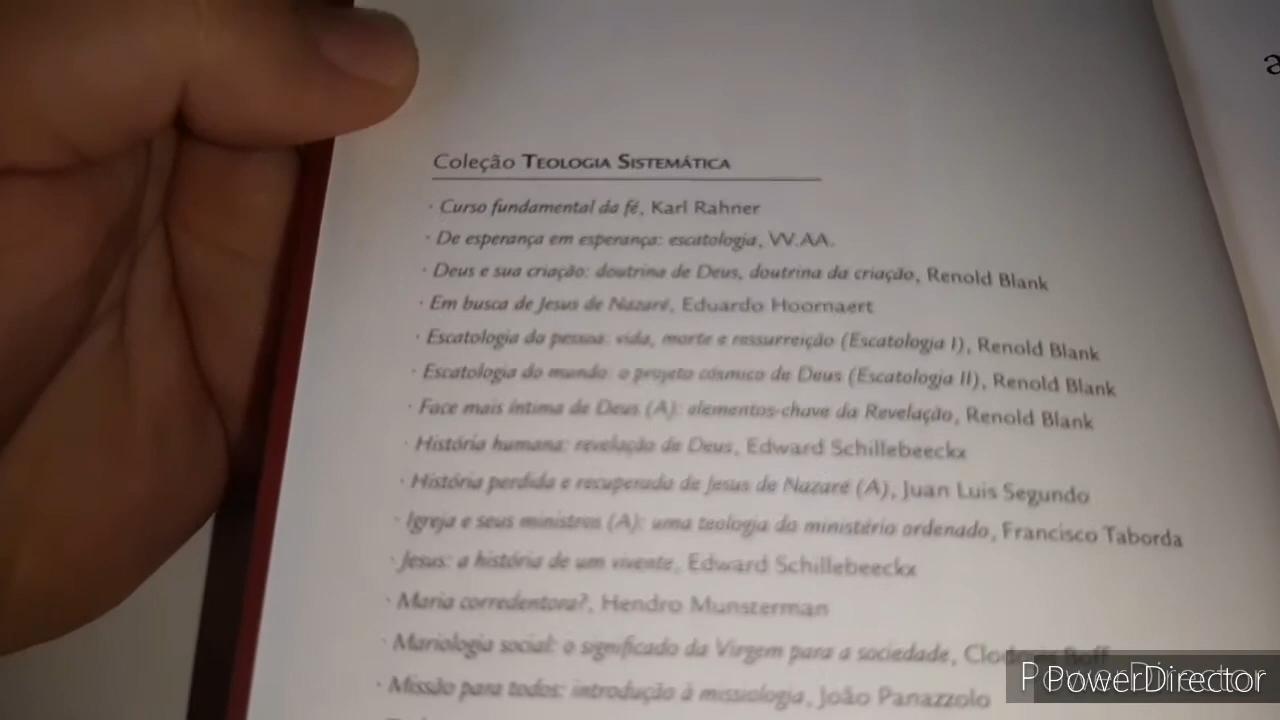 Coleção TEOLOGIA SISTEMÁTICA
· Curso fundamental da fé, Karl Rahner
· De esperança em esperança: escatologia, VV.AA.
· Deus e sua criação: doutrina de Deus, doutrina da criação, Renold Blank
· Em busca de Jesus de Nazaré, Eduardo Hoornaert
· Escatologia da pessoa: vida, morte e ressurreição (Escatologia I), Renold Blank
· Escatologia do mundo: o projeto cósmico de Deus (Escatologia II), Renold Blank
· Face mais íntima de Deus (A): elementos-chave da Revelação, Renold Blank
· História humana: revelação de Deus, Edward Schillebeeckx
· História perdida e recuperada de Jesus de Nazaré (A), Juan Luis Segundo
· Igreja e seus ministros (A): uma teologia do ministério ordenado, Francisco Taborda
· Jesus: a história de um vivente, Edward Schillebeeckx
· Maria corredentora?, Hendro Munsterman
· Mariologia social: o significado da Virgem para a sociedade, Clodovis Boff
· Missão para todos: introdução à missiologia, João Panazzolo
PowerDirector